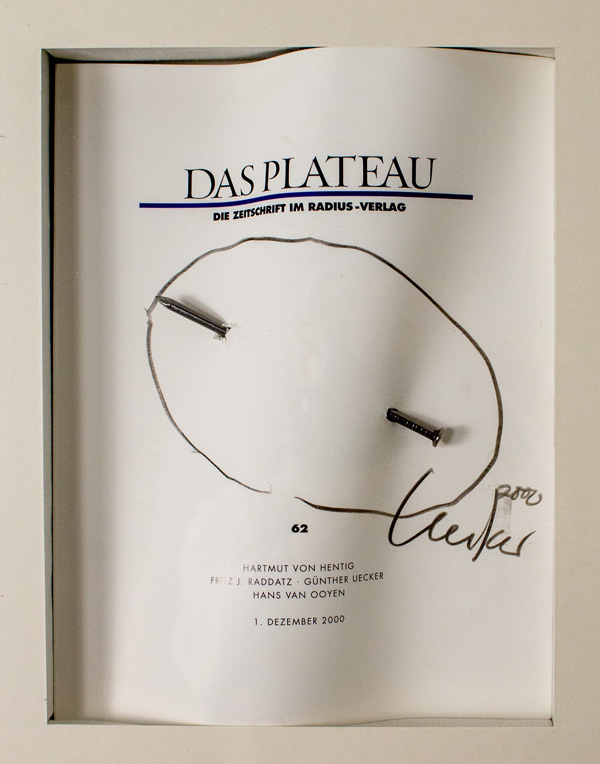 DAS PLATEAU
DIE ZEITSCHRIFT IM RADIUS-VERLAG
2000
Uecker
62
HARTMUT VON HENTIG
FRITZ J. RADDATZ · GÜNTHER UECKER
HANS VAN OOYEN
1. DEZEMBER 2000